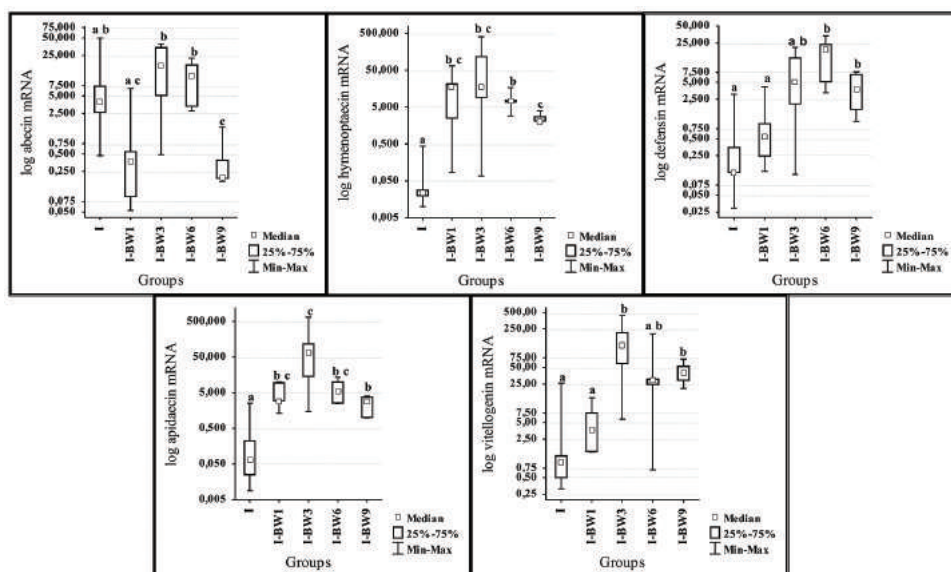 log abecin mRNA
75,000
50,000
25,000
7,500
5,000
2,500
0,750
0,500
0,250
0,075
0,050
a b
a c
b
b
c
I
I-BW1
I-BW3
I-BW6
I-BW9
Groups
Median
25%-75%
Min-Max
log hymenoptaecin mRNA
500,000
50,000
5,000
0,500
0,050
0,005
a
b c
b c
b
c
I
I-BW1
I-BW3
I-BW6
I-BW9
Groups
Median
25%-75%
Min-Max
log defensin mRNA
50,000
25,000
7,500
5,000
2,500
0,750
0,500
0,250
0,075
0,050
0,025
a
a
a b
b
b
I
I-BW1
I-BW3
I-BW6
I-BW9
Groups
Median
25%-75%
Min-Max
log apidaecin mRNA
500,000
50,000
5,000
0,500
0,050
0,005
a
b c
c
b c
b
I
I-BW1
I-BW3
I-BW6
I-BW9
Groups
Median
25%-75%
Min-Max
log vitellogenin mRNA
500,00
250,00
75,00
50,00
25,00
7,50
5,00
2,50
0,75
0,50
0,25
a
a
b
a b
b
I
I-BW1
I-BW3
I-BW6
I-BW9
Groups
Median
25%-75%
Min-Max